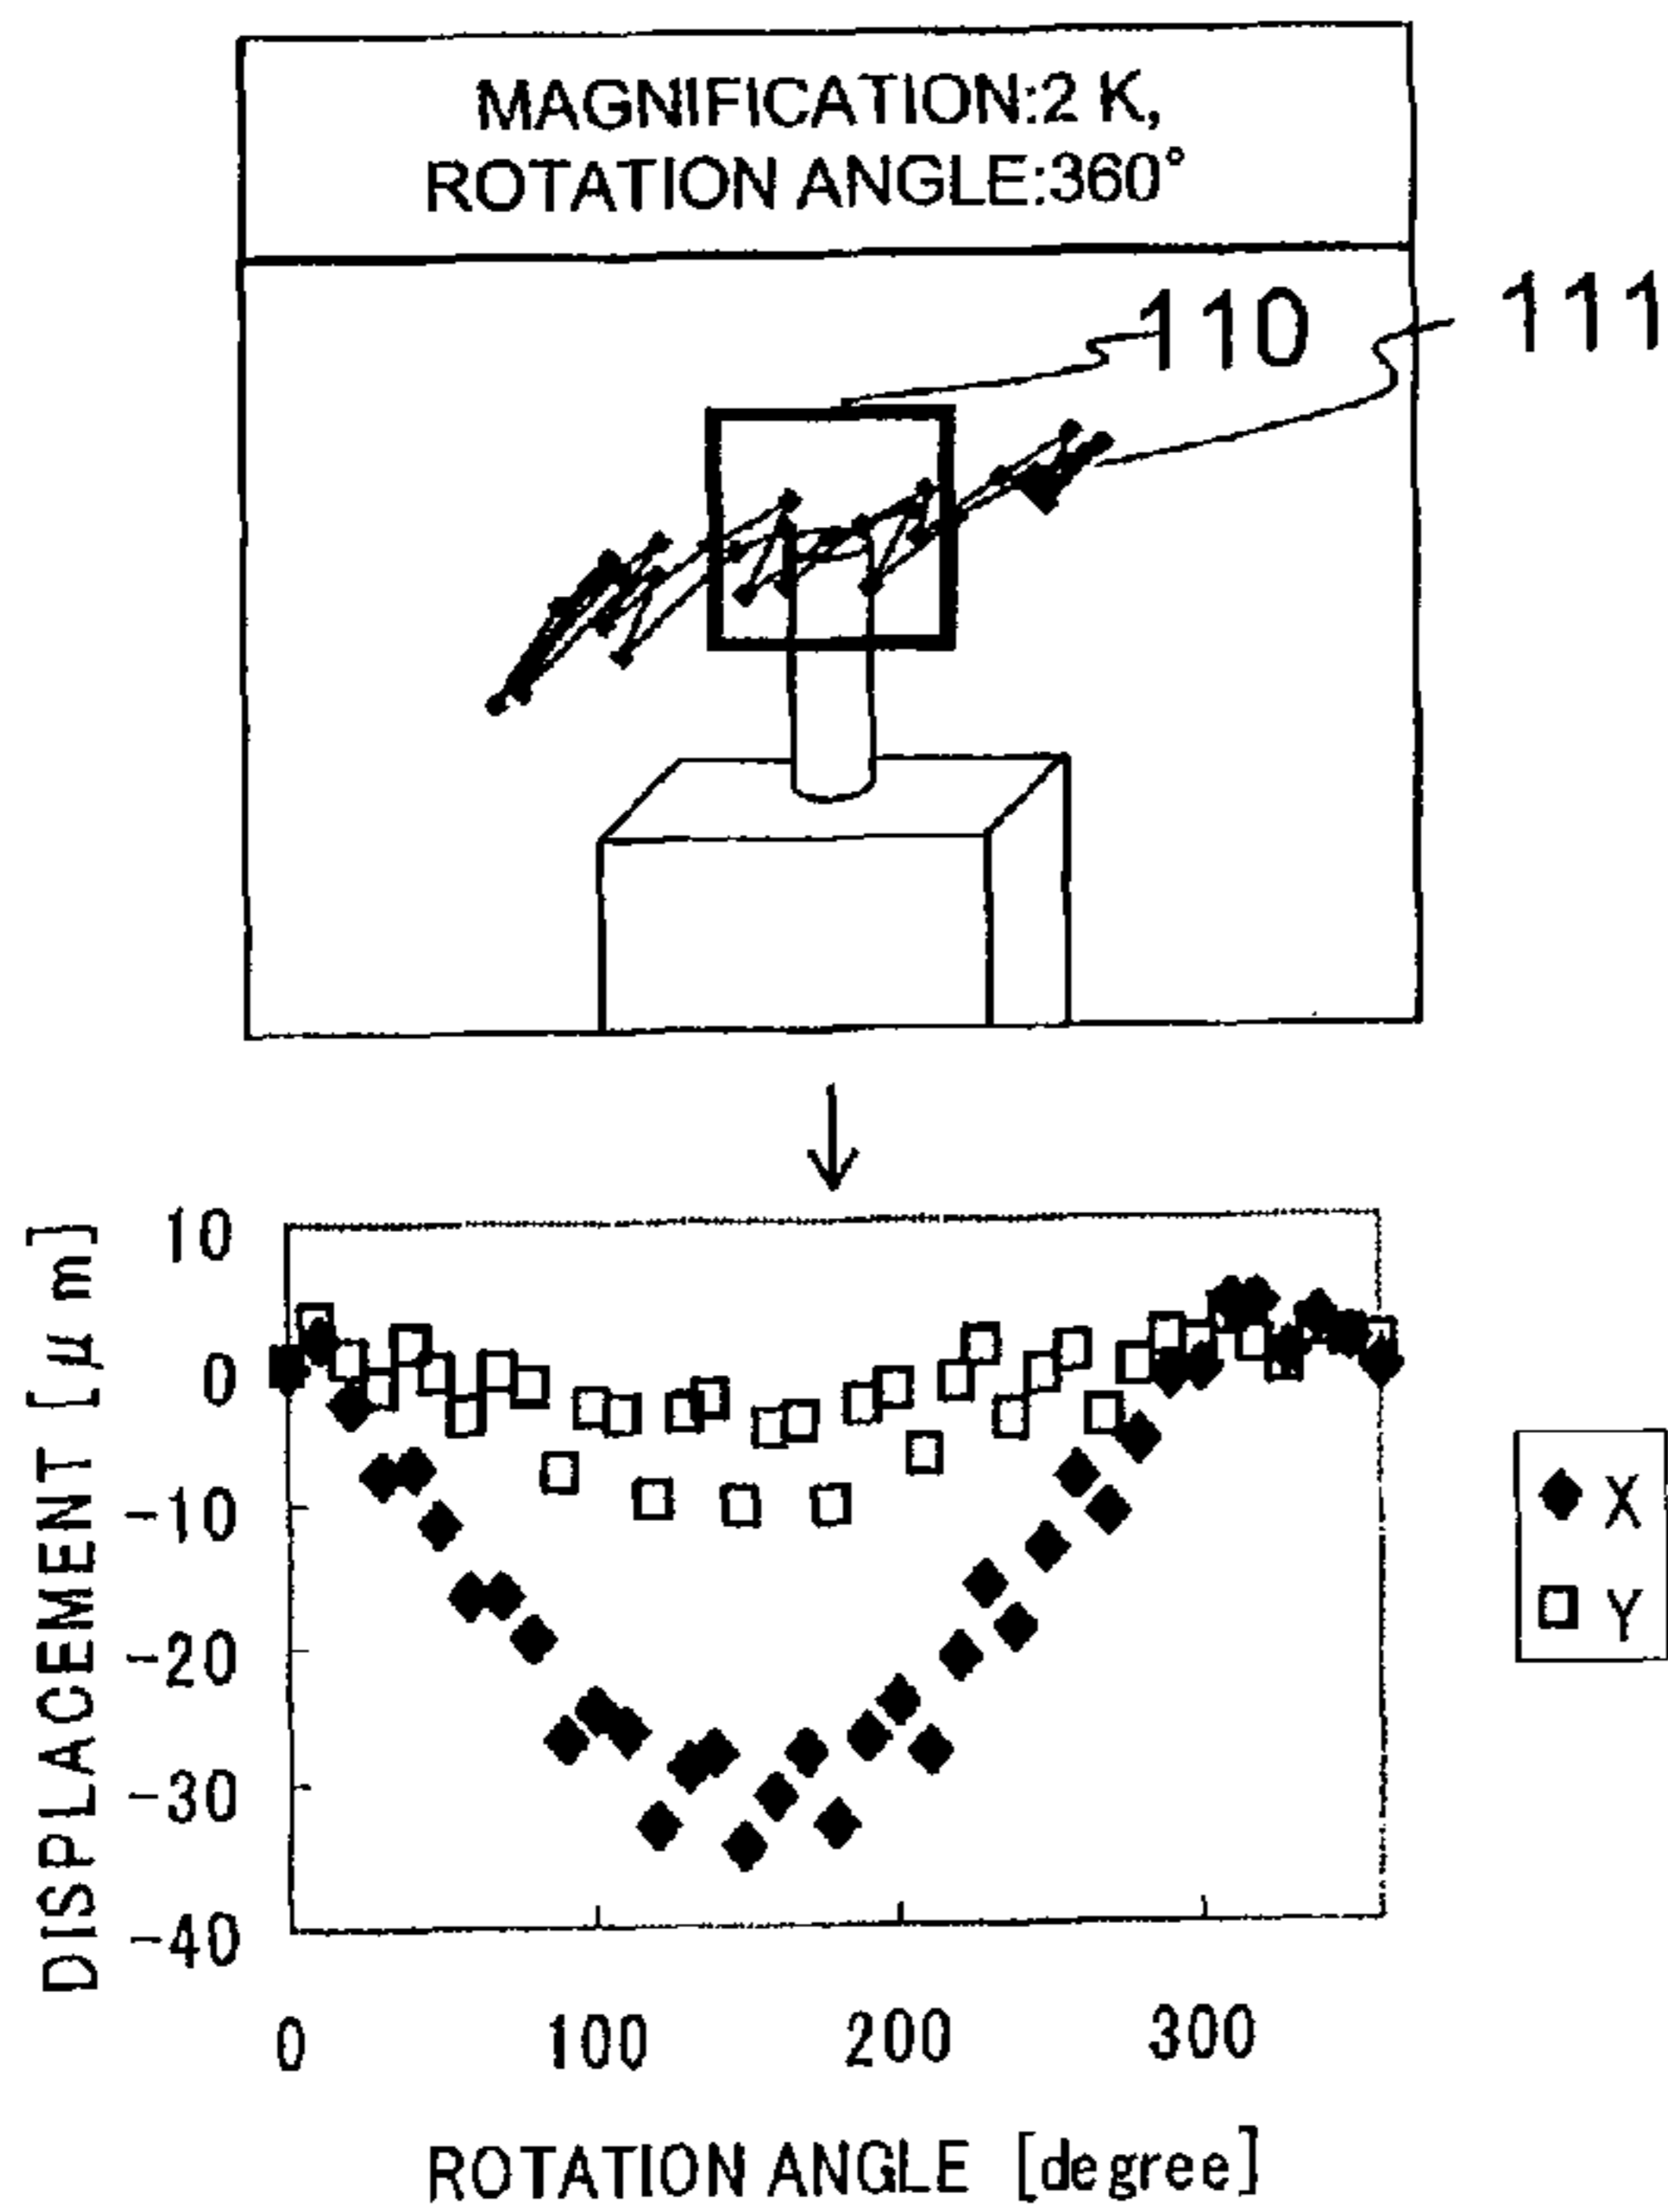 MAGNIFICATION:2 K,
ROTATION ANGLE:360°
110
111
DISPLACEMENT [μm]
10
0
-10
-20
-30
-40
0 100 200 300
ROTATION ANGLE [degree]
X
Y